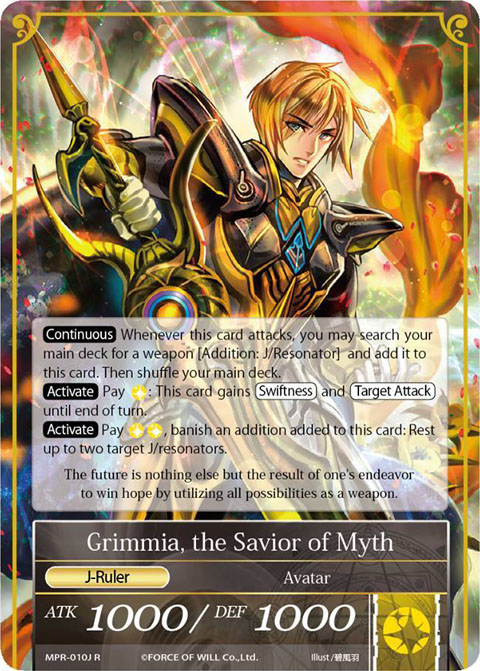 Continuous Whenever this card attacks, you may search your
main deck for a weapon [Addition: J/Resonator] and add it to
this card. Then shuffle your main deck.
Activate Pay : This card gains Swiftness and Target Attack
until end of turn.
Activate Pay , banish an addition added to this card: Rest
up to two target J/resonators.
The future is nothing else but the result of one's endeavor
to win hope by utilizing all possibilities as a weapon.
Grimmia, the Savior of Myth
J-Ruler Avatar
ATK 1000 / DEF 1000
MPR-010J R ©FORCE OF WILL Co.,Ltd. Illust/碧風羽